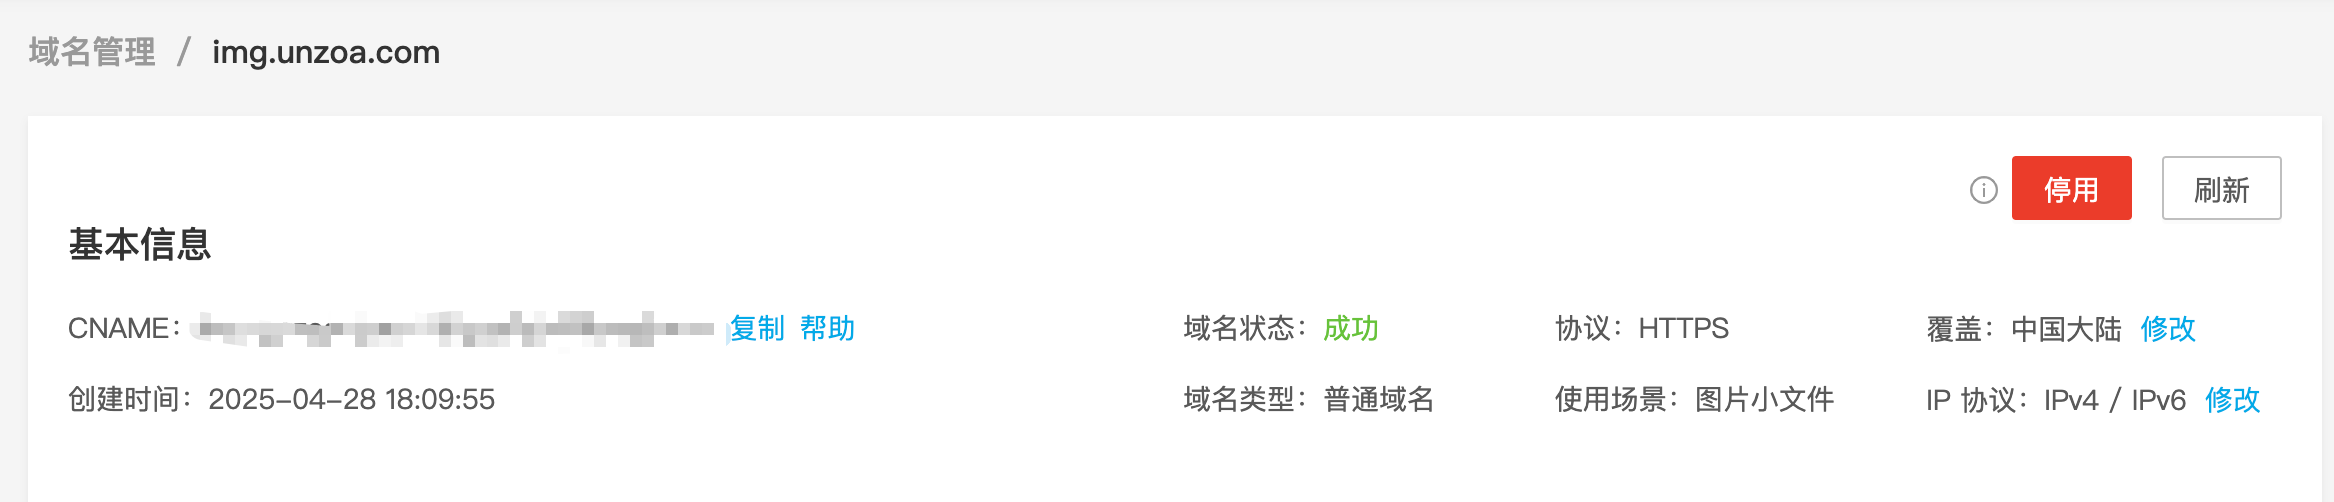 域名管理 / img.unzoa.com
停用 刷新
基本信息
CNAME： 复制 帮助 域名状态：成功 协议：HTTPS 覆盖：中国大陆 修改
创建时间：2025-04-28 18:09:55 域名类型：普通域名 使用场景：图片小文件 IP 协议：IPv4 / IPv6 修改